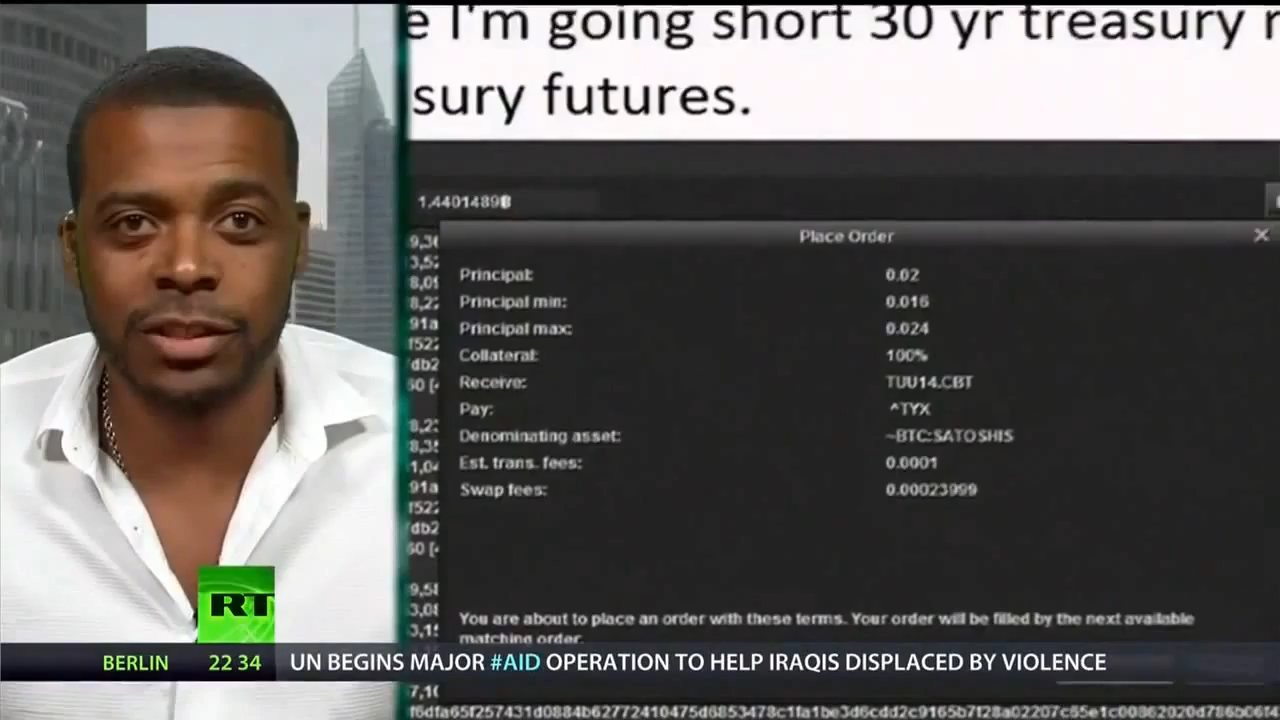 e I'm going short 30 yr treasury
sury futures.
1.4401489฿
Place Order
Principal: 0.02
Principal min: 0.016
Principal max: 0.024
Collateral: 100%
Receive: TUU14.CBT
Pay: ^TYX
Denominating asset: ~BTC:SATOSHIS
Est. trans. fees: 0.0001
Swap fees: 0.00023999
You are about to place an order with these terms. Your order will be filled by the next available
matching order.
RT
BERLIN 22 34 UN BEGINS MAJOR #AID OPERATION TO HELP IRAQIS DISPLACED BY VIOLENCE